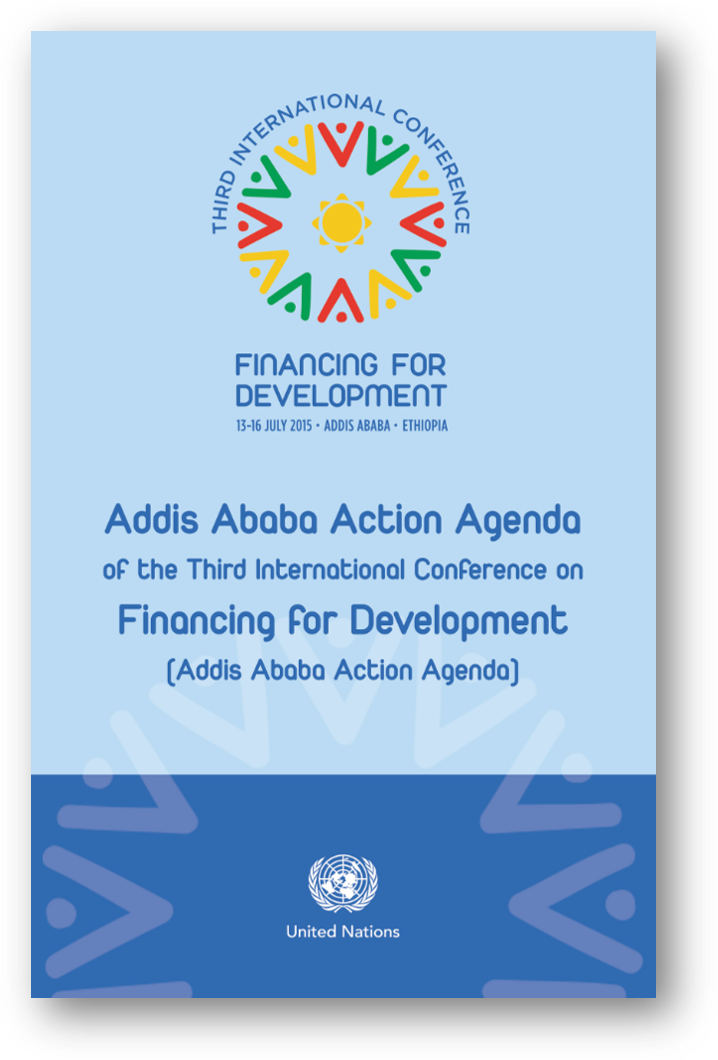 THIRD INTERNATIONAL CONFERENCE
FINANCING FOR
DEVELOPMENT
13-16 JULY 2015 • ADDIS ABABA • ETHIOPIA
Addis Ababa Action Agenda
of the Third International Conference on
Financing for Development
(Addis Ababa Action Agenda)
United Nations